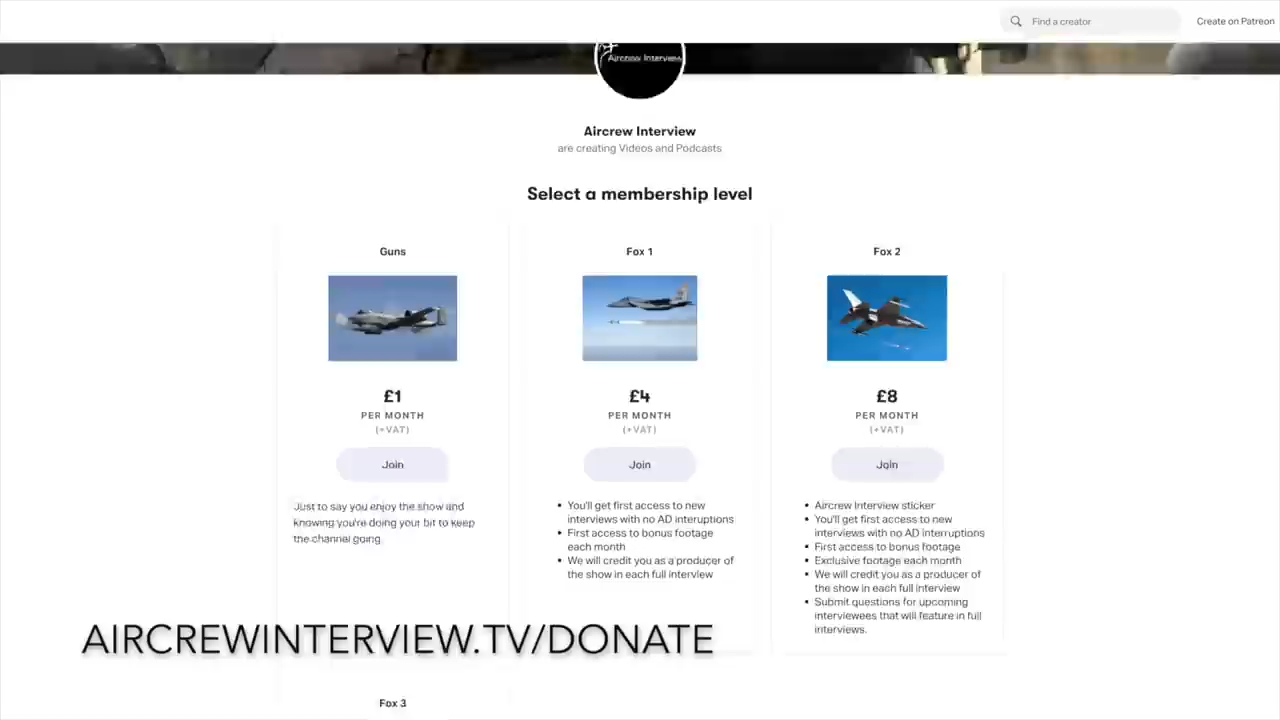 Find a creator
Create on Patreon
Aircrew Interview
Aircrew Interview
are creating Videos and Podcasts
Select a membership level
Guns
£1
PER MONTH
(+VAT)
Join
Just to say you enjoy the show and
knowing you're doing your bit to keep
the channel going
Fox 1
£4
PER MONTH
(+VAT)
Join
You'll get first access to new
interviews with no AD interuptions
First access to bonus footage
each month
We will credit you as a producer of
the show in each full interview
Fox 2
£8
PER MONTH
(+VAT)
Join
Aircrew Interview sticker
You'll get first access to new
interviews with no AD interruptions
First access to bonus footage
Exclusive footage each month
We will credit you as a producer of
the show in each full interview
Submit questions for upcoming
interviewees that will feature in full
interviews.
AIRCREWINTERVIEW.TV/DONATE
Fox 3